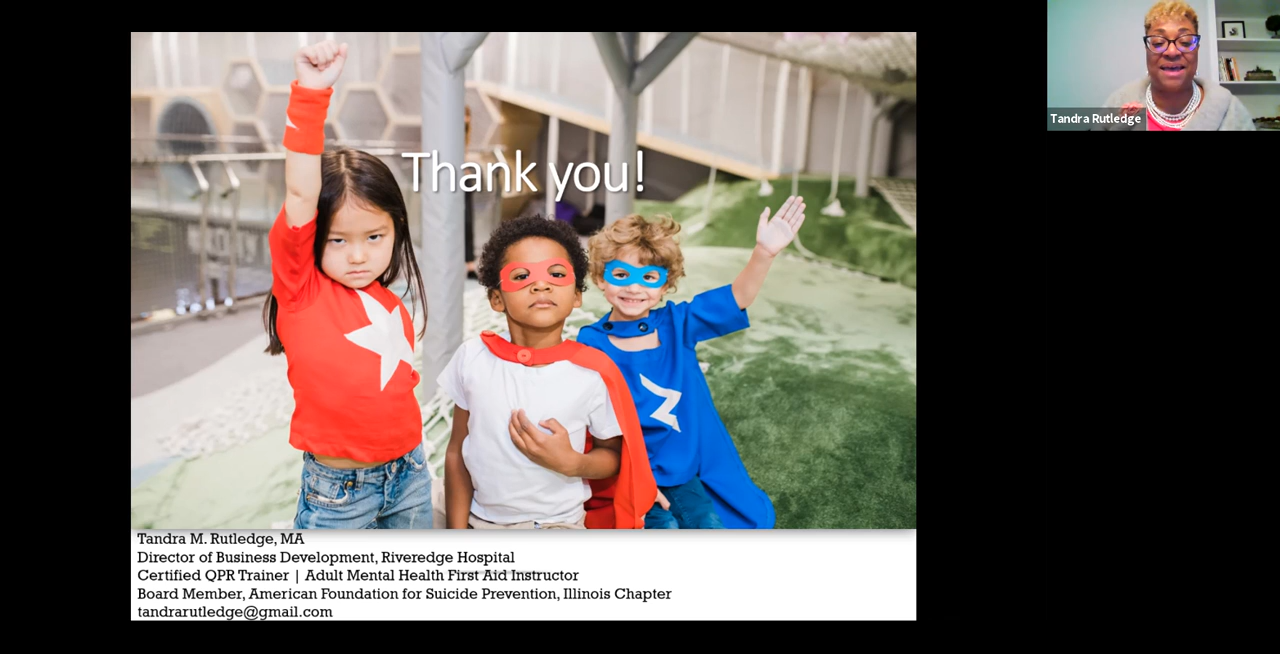 Thank you!
Tandra Rutledge
Tandra M. Rutledge, MA
Director of Business Development, Riveredge Hospital
Certified QPR Trainer | Adult Mental Health First Aid Instructor
Board Member, American Foundation for Suicide Prevention, Illinois Chapter
tandrarutledge@gmail.com